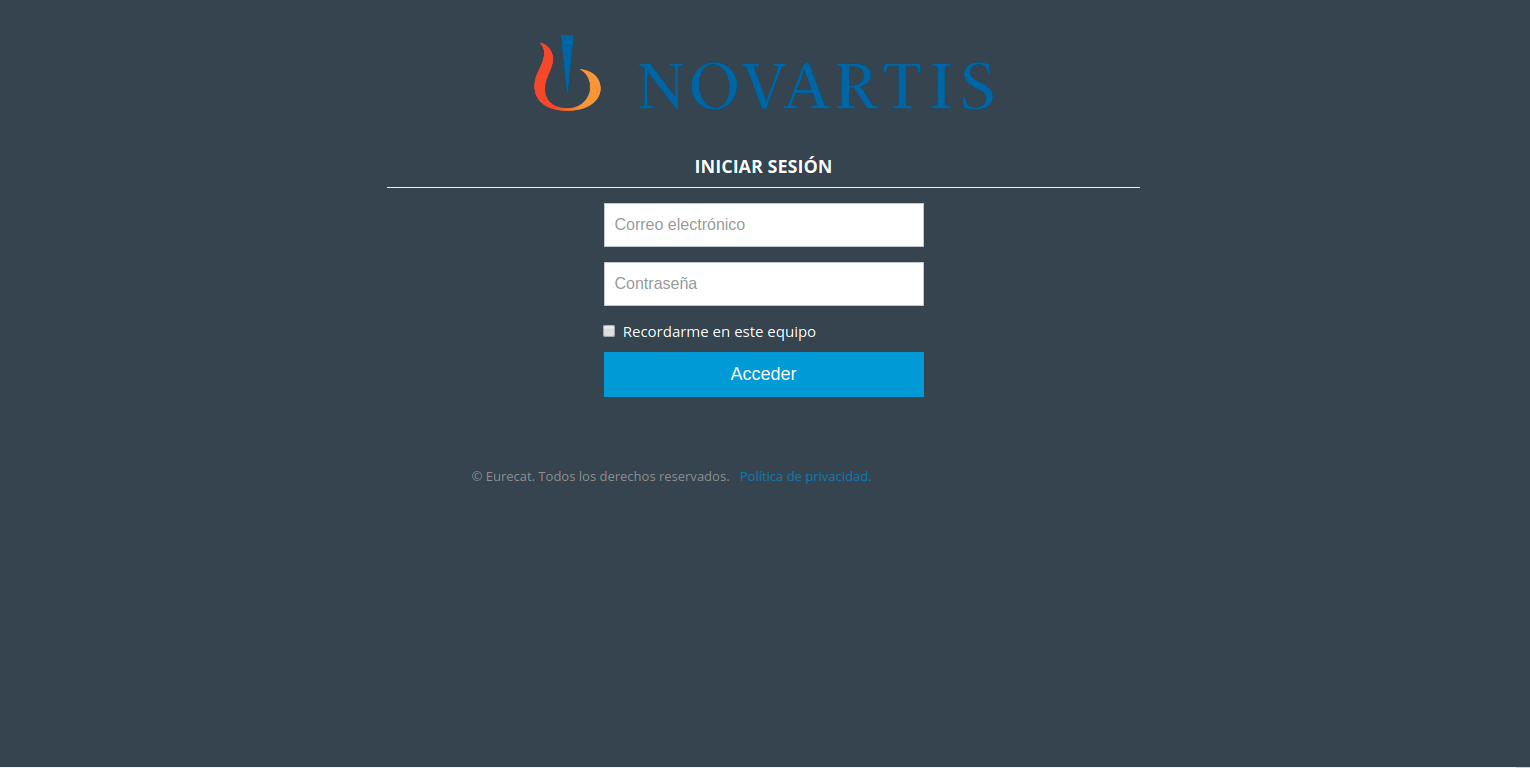 NOVARTIS
INICIAR SESIÓN
Correo electrónico
Contraseña
Recordarme en este equipo
Acceder
© Eurecat. Todos los derechos reservados. Política de privacidad.